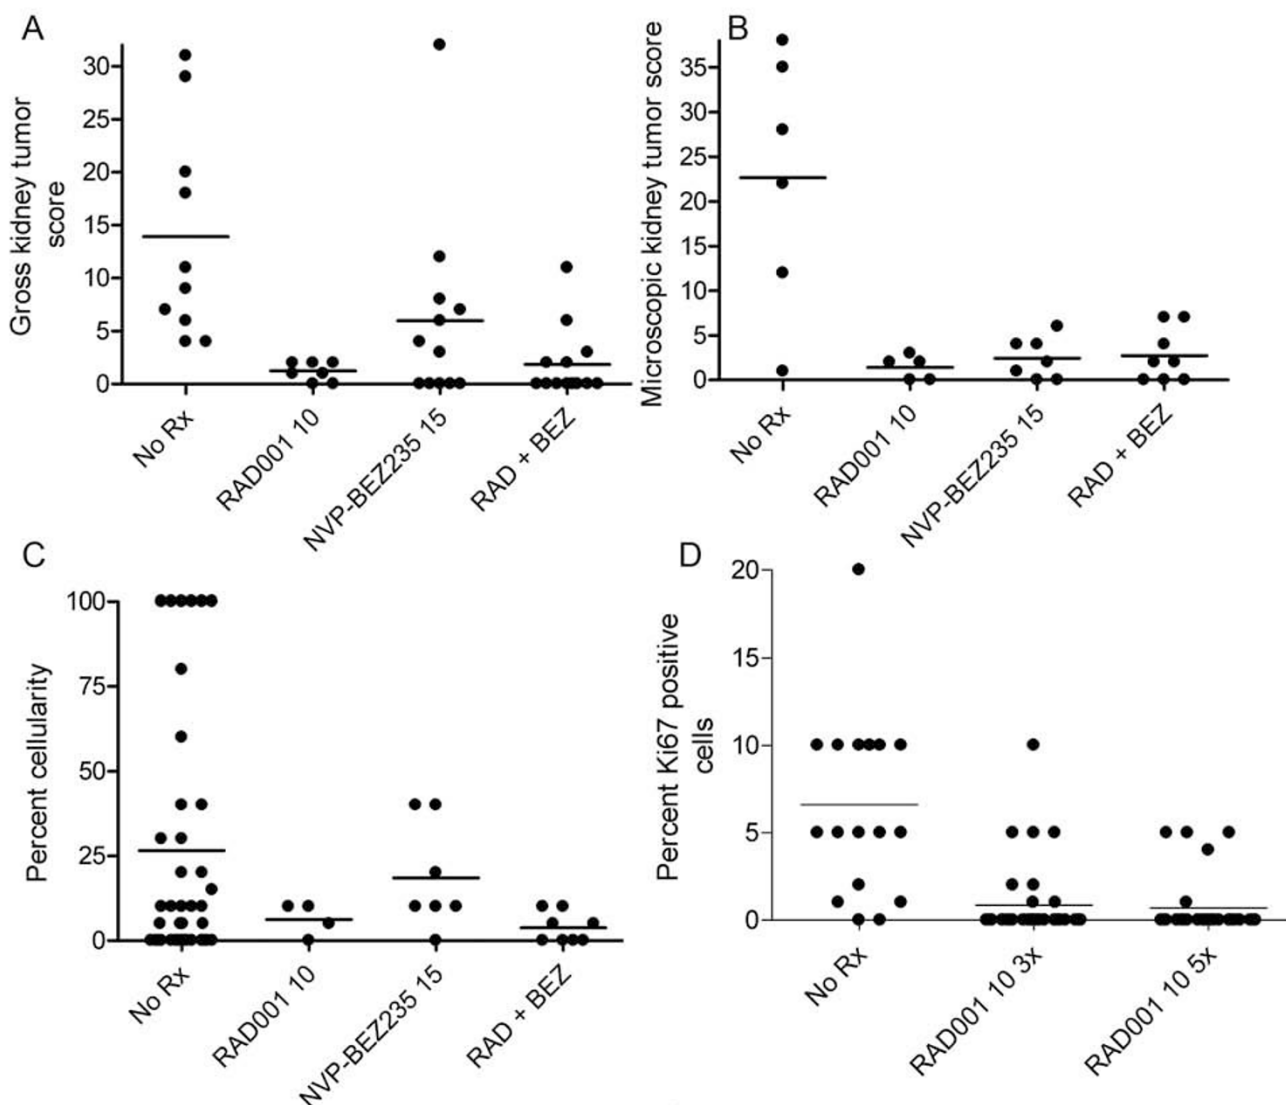 A
Gross kidney tumor
score
30
25
20
15
10
5
0
No Rx
RAD001 10
NVP-BEZ235 15
RAD + BEZ
B
Microscopic kidney tumor score
35
30
25
20
15
10
5
0
No Rx
RAD001 10
NVP-BEZ235 15
RAD + BEZ
C
Percent cellularity
100
75
50
25
0
No Rx
RAD001 10
NVP-BEZ235 15
RAD + BEZ
D
Percent Ki67 positive
cells
20
15
10
5
0
No Rx
RAD001 10 3x
RAD001 10 5x